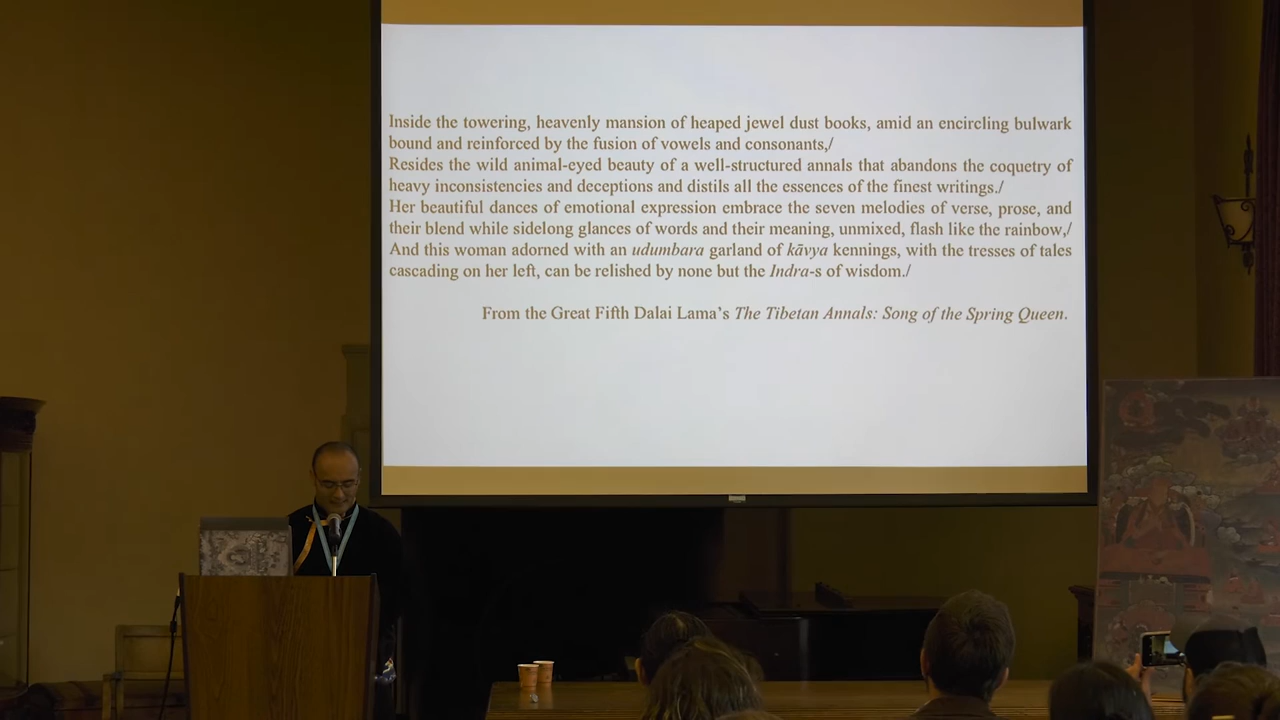 Inside the towering, heavenly mansion of heaped jewel dust books, amid an encircling bulwark
bound and reinforced by the fusion of vowels and consonants,/
Resides the wild animal-eyed beauty of a well-structured annals that abandons the coquetry of
heavy inconsistencies and deceptions and distils all the essences of the finest writings./
Her beautiful dances of emotional expression embrace the seven melodies of verse, prose, and
their blend while sidelong glances of words and their meaning, unmixed, flash like the rainbow,/
And this woman adorned with an udumbara garland of kāvya kennings, with the tresses of tales
cascading on her left, can be relished by none but the Indra-s of wisdom./
From the Great Fifth Dalai Lama's The Tibetan Annals: Song of the Spring Queen.